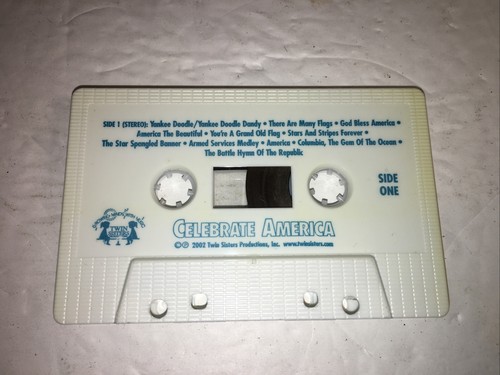 SIDE 1 (STEREO): Yankee Doodle/Yankee Doodle Dandy • There Are Many Flags • God Bless America •
America The Beautiful • You're A Grand Old Flag • Stars And Stripes Forever •
The Star Spangled Banner • Armed Services Medley • America • Columbia, The Gem Of The Ocean •
The Battle Hymn Of The Republic
SIDE
ONE
TWIN
SISTERS
CELEBRATE AMERICA
©℗ 2002 Twin Sisters Productions, Inc. www.twinsisters.com